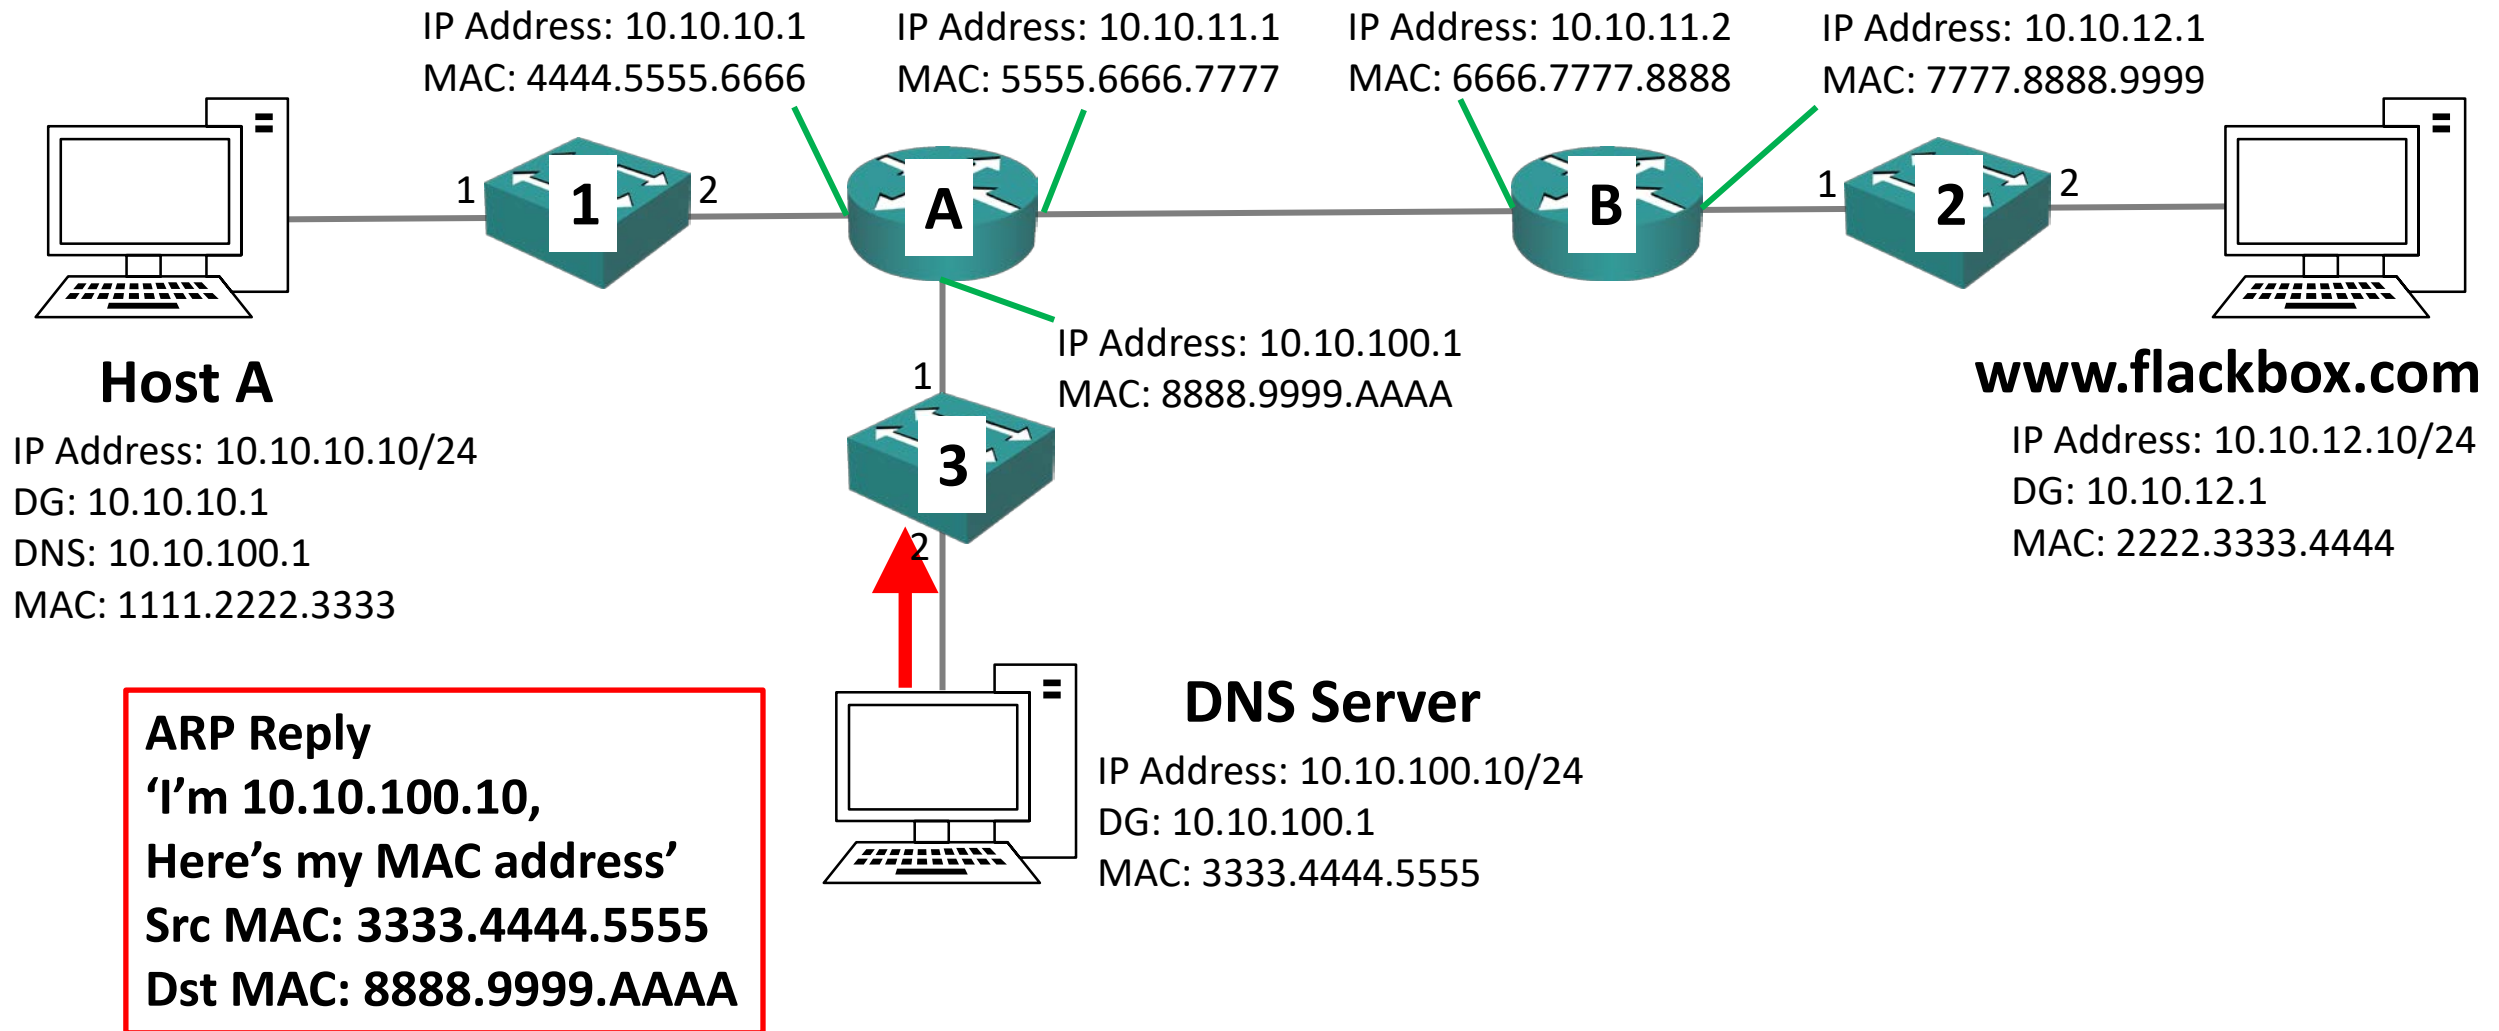 IP Address: 10.10.10.1
MAC: 4444.5555.6666
IP Address: 10.10.11.1
MAC: 5555.6666.7777
IP Address: 10.10.11.2
MAC: 6666.7777.8888
IP Address: 10.10.12.1
MAC: 7777.8888.9999
1
1
2
A
B
1
2
2
Host A
IP Address: 10.10.10.10/24
DG: 10.10.10.1
DNS: 10.10.100.1
MAC: 1111.2222.3333
IP Address: 10.10.100.1
MAC: 8888.9999.AAAA
1
3
2
www.flackbox.com
IP Address: 10.10.12.10/24
DG: 10.10.12.1
MAC: 2222.3333.4444
ARP Reply
‘I’m 10.10.100.10,
Here’s my MAC address’
Src MAC: 3333.4444.5555
Dst MAC: 8888.9999.AAAA
DNS Server
IP Address: 10.10.100.10/24
DG: 10.10.100.1
MAC: 3333.4444.5555